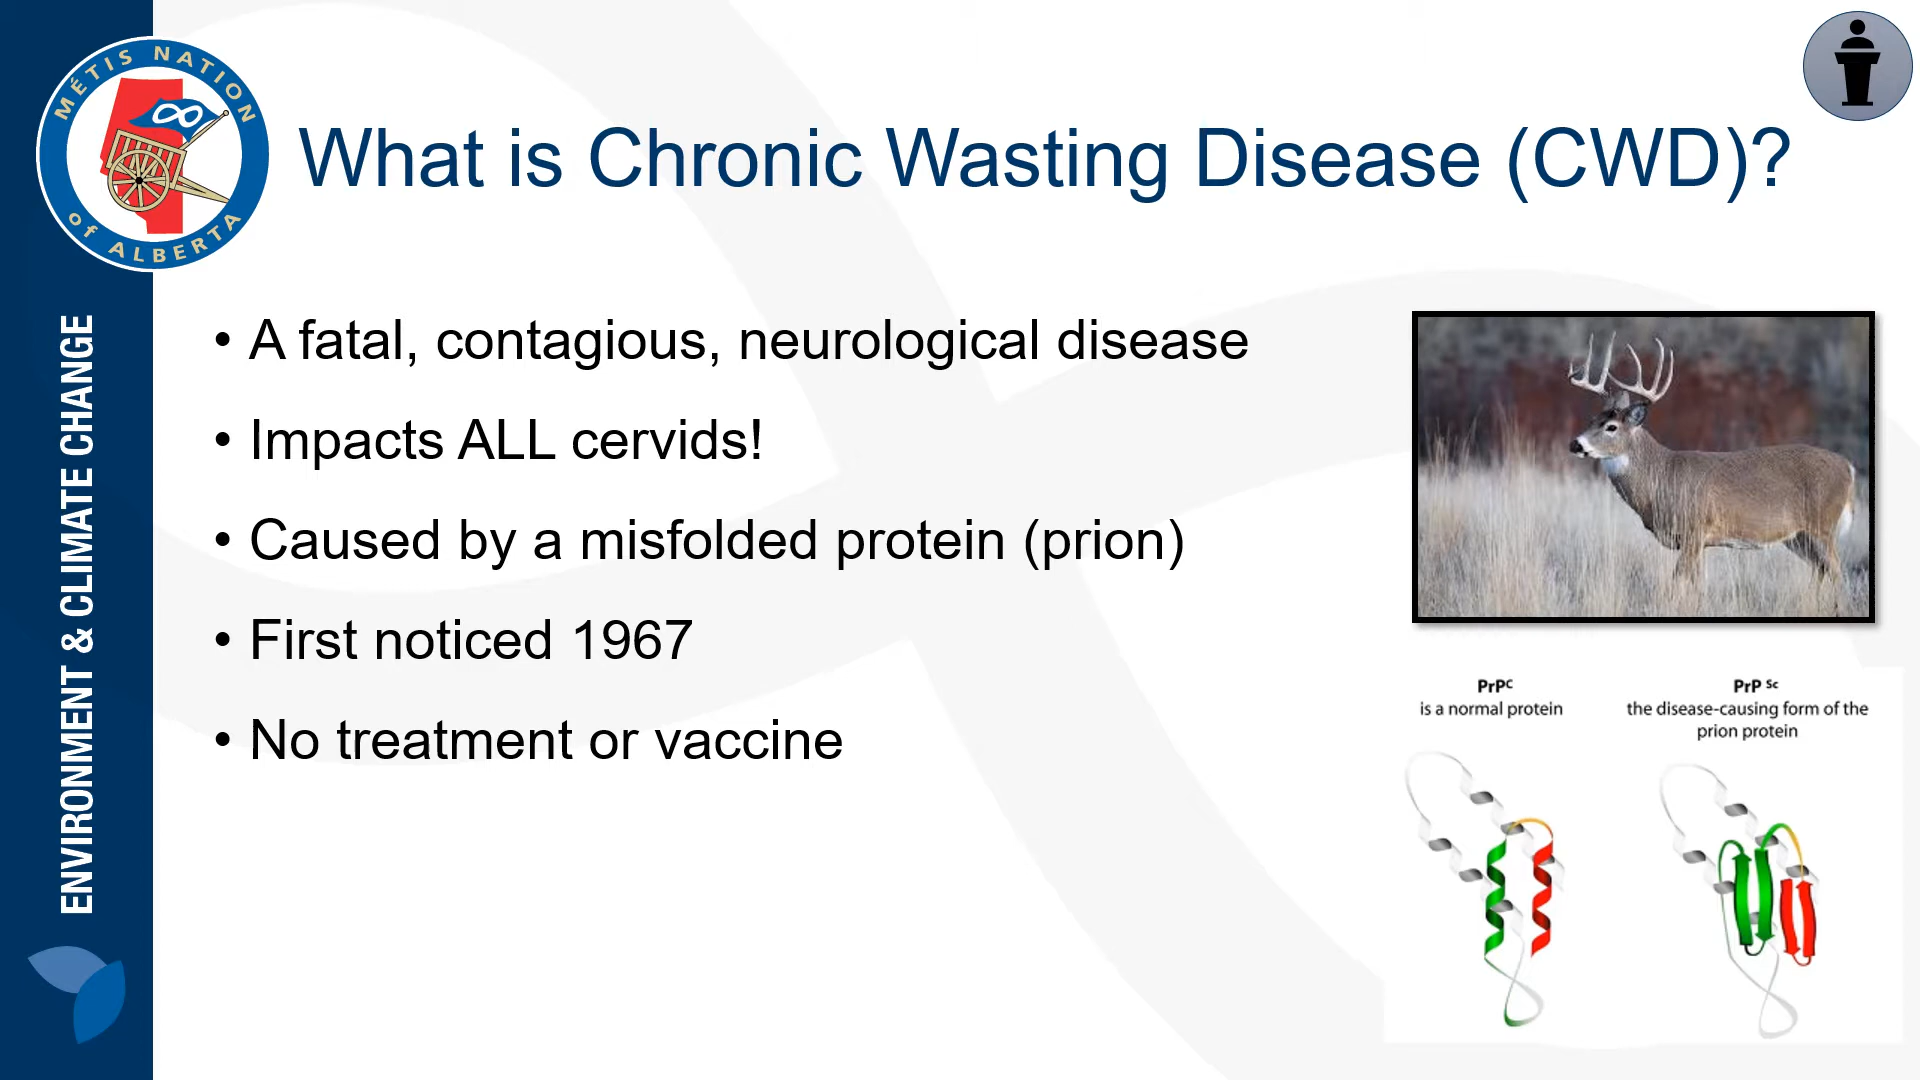 MÉTIS NATION
of ALBERTA
What is Chronic Wasting Disease (CWD)?
ENVIRONMENT & CLIMATE CHANGE
• A fatal, contagious, neurological disease
• Impacts ALL cervids!
• Caused by a misfolded protein (prion)
• First noticed 1967
• No treatment or vaccine
PrPC
is a normal protein
PrP Sc
the disease-causing form of the
prion protein